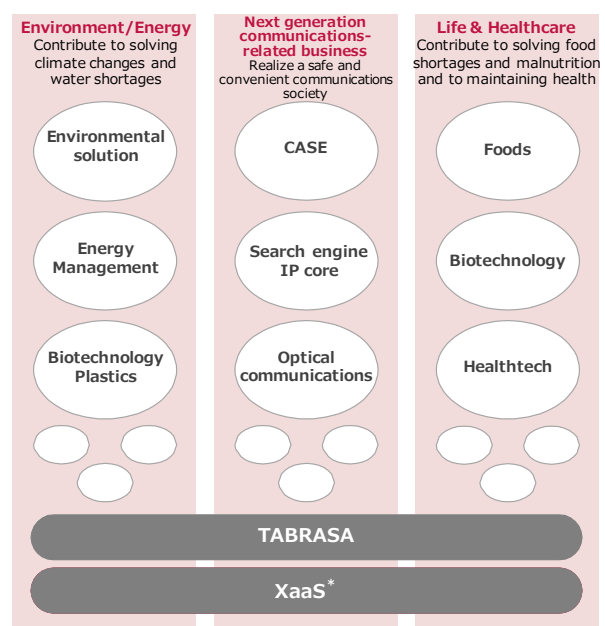 Environment/Energy
Contribute to solving
climate changes and
water shortages
Environmental
solution
Energy
Management
Biotechnology
Plastics
Next generation
communications-
related business
Realize a safe and
convenient communications
society
CASE
Search engine
IP core
Optical
communications
Life & Healthcare
Contribute to solving food
shortages and malnutrition
and to maintaining health
Foods
Biotechnology
Healthtech
TABRASA
XaaS*